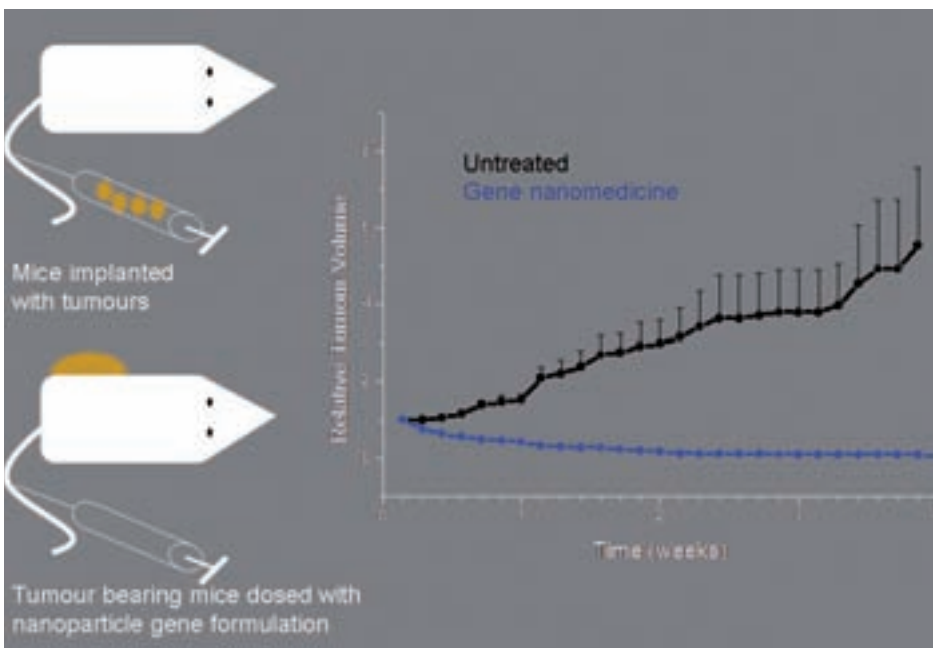 Mice implanted
with tumours
Tumour bearing mice dosed with
nanoparticle gene formulation
Untreated
Gene nanomedicine
Relative Tumour Volume
Time (weeks)